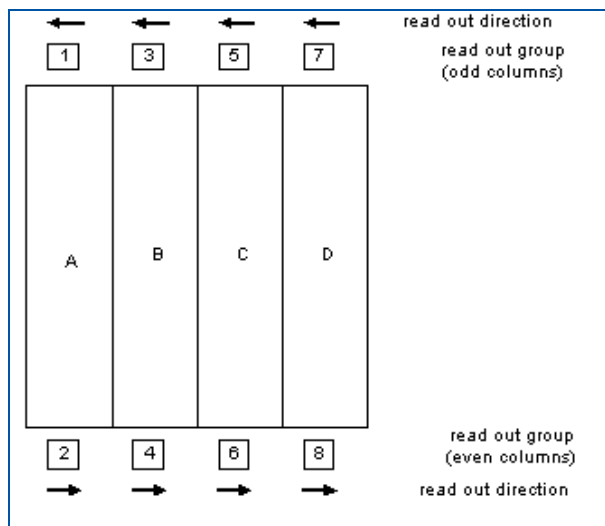 read out direction
1 3 5 7 read out group
(odd columns)
A B C D
2 4 6 8 read out group
(even columns)
read out direction